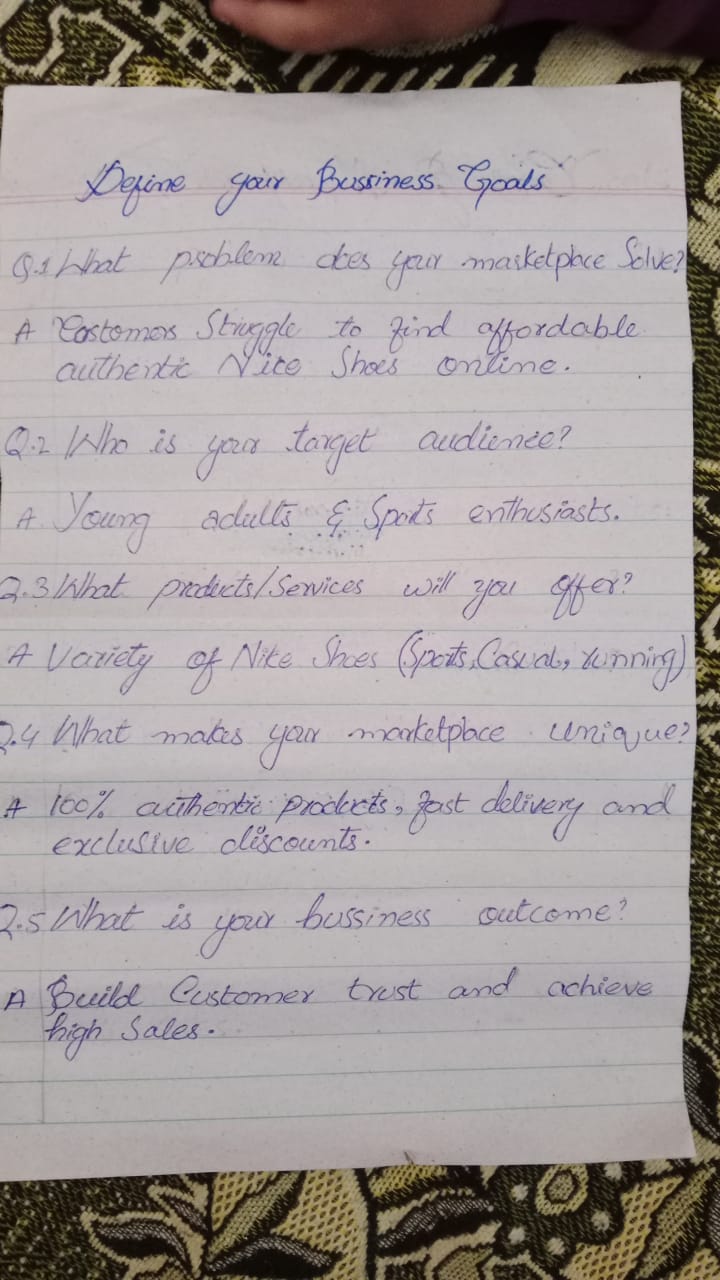 Define your Bussiness Goals
Q.1 What problem does your marketplace Solve?
A Costomers Struggle to find affordable
authentic Nike Shoes online.
Q.2 Who is your target audience?
A Young adults & Sports enthusiasts.
Q.3 What products/Services will you offer?
A Variety of Nike Shoes (Sports, Casual, running)
Q.4 What makes your marketplace unique?
A 100% authentic products, fast delivery and
exclusive discounts.
Q.5 What is your bussiness outcome?
A Build Customer trust and achieve
high Sales.